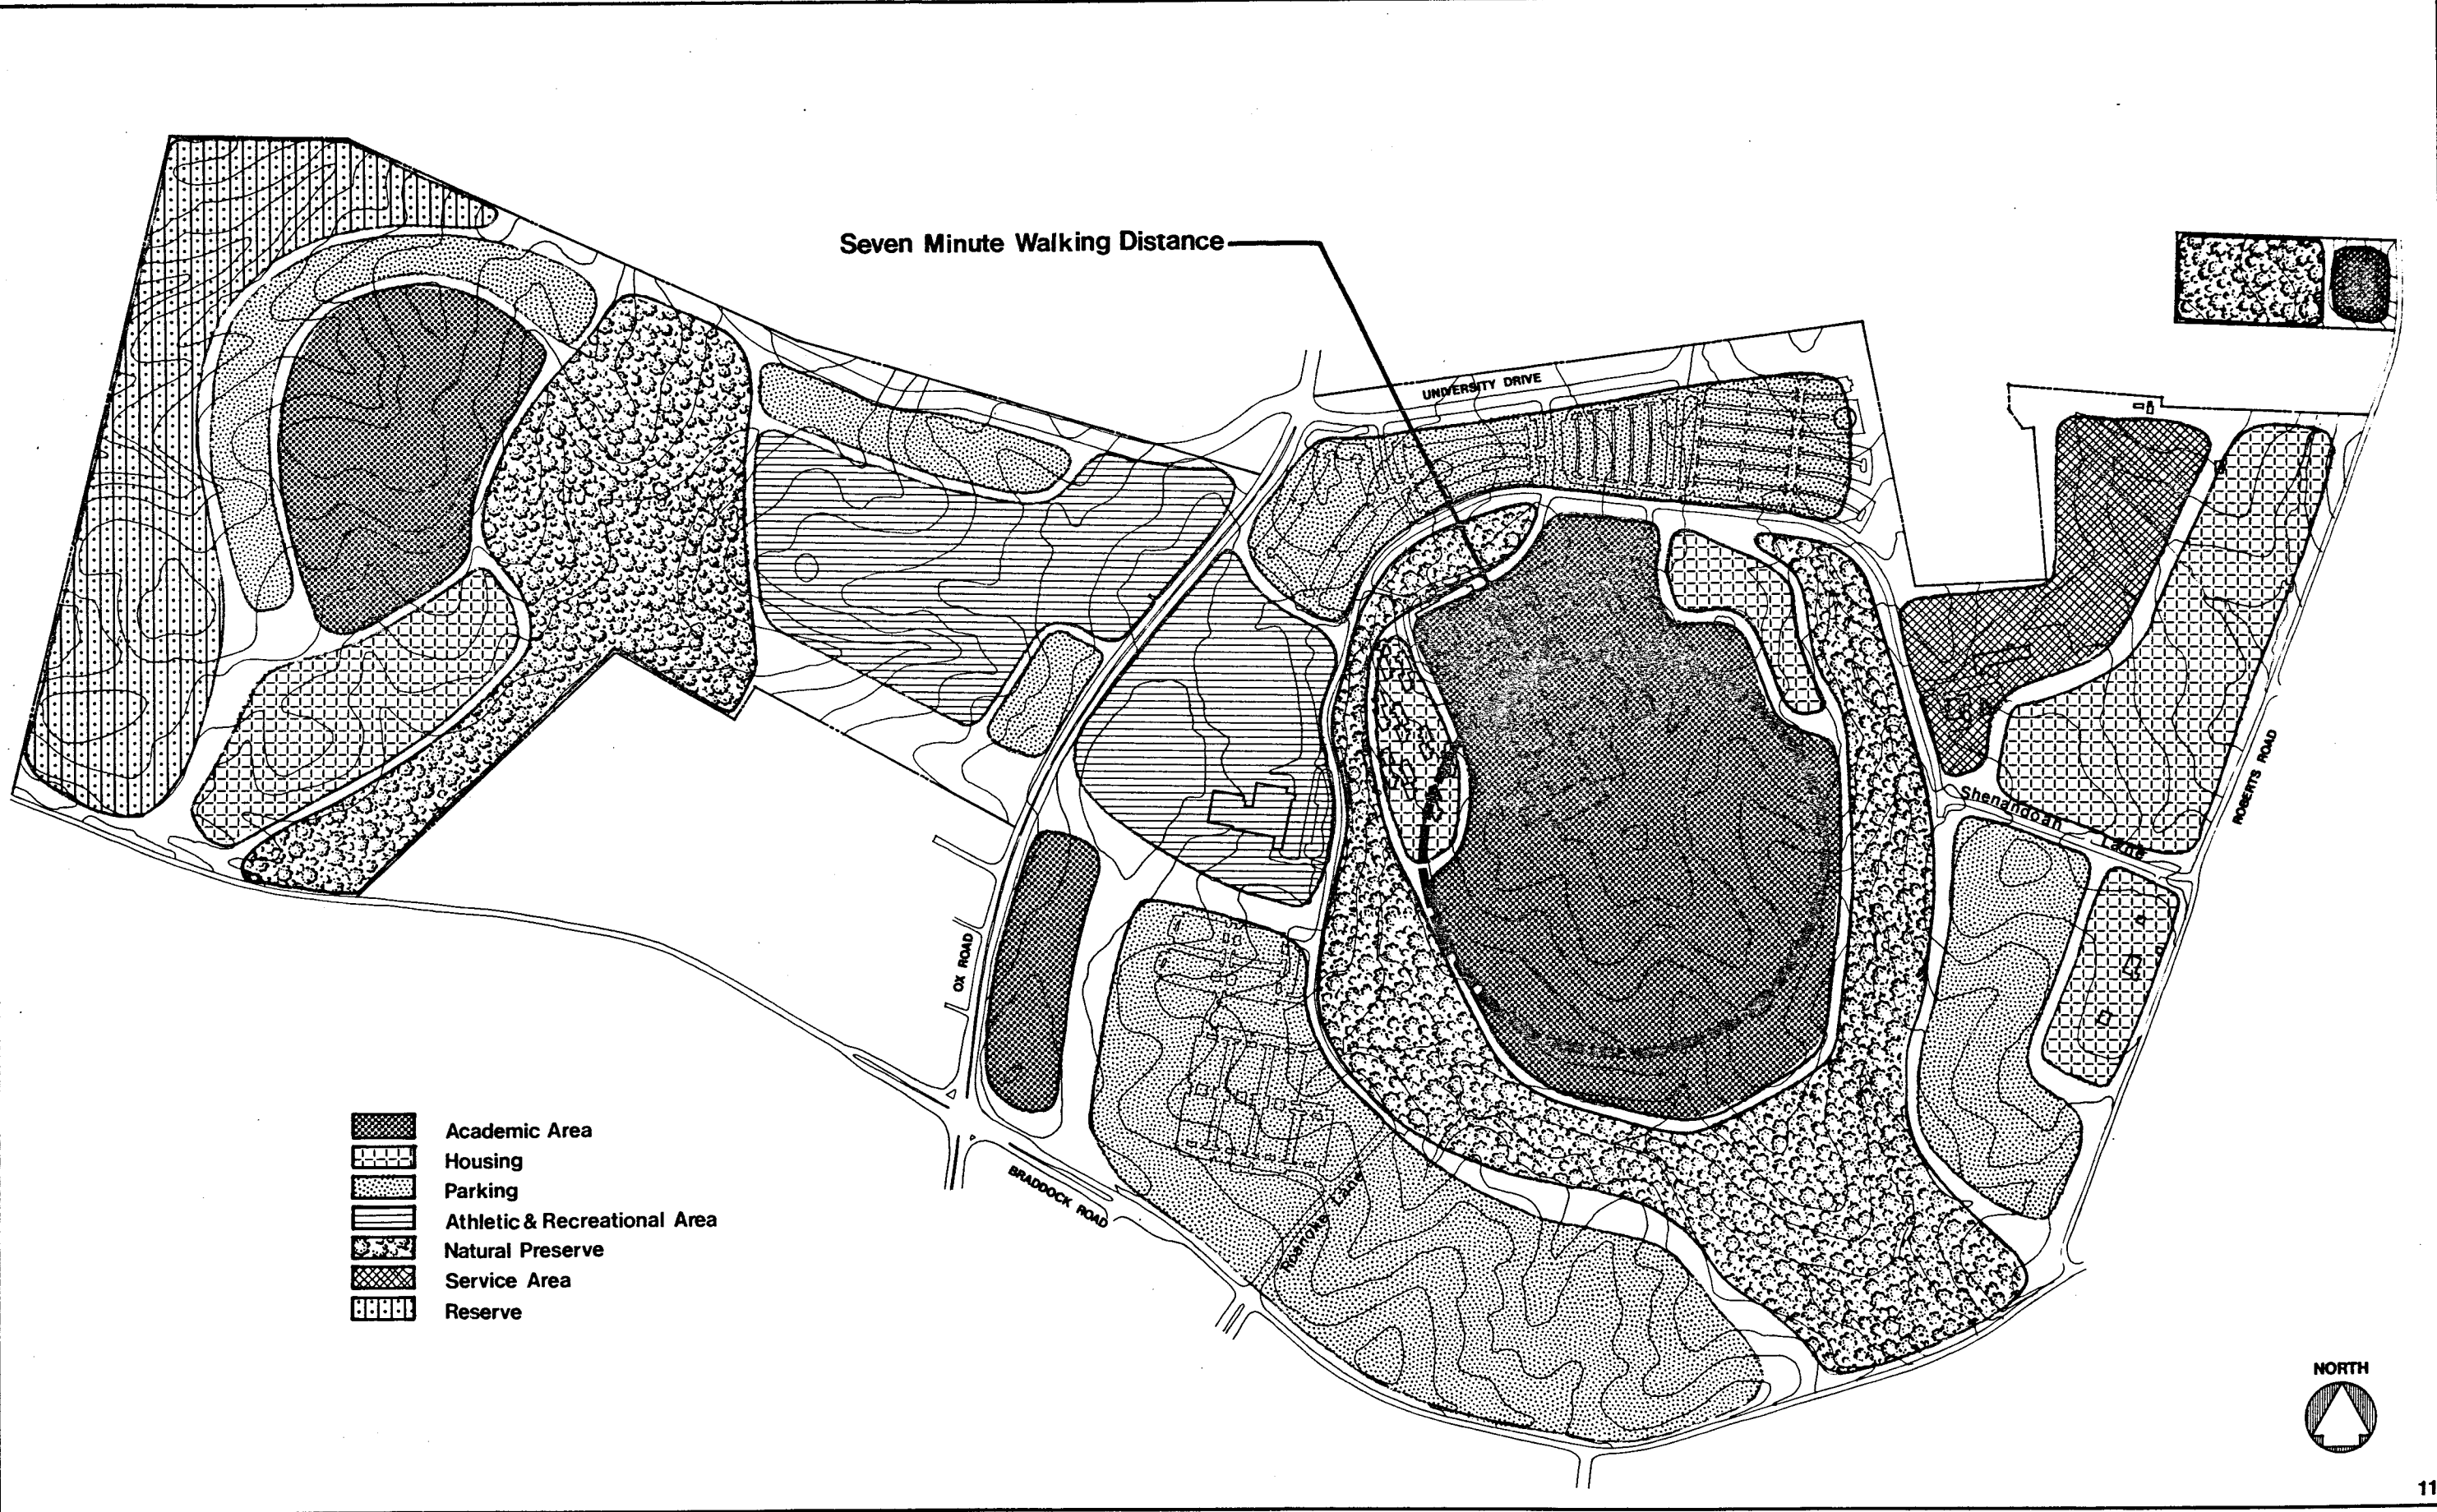 Seven Minute Walking Distance
UNIVERSITY DRIVE
ROBERTS ROAD
Shenandoah Lane
OX ROAD
Academic Area
Housing
Parking
Athletic & Recreational Area
Natural Preserve
Service Area
Reserve
BRADDOCK ROAD
Roanoke Lane
NORTH
11